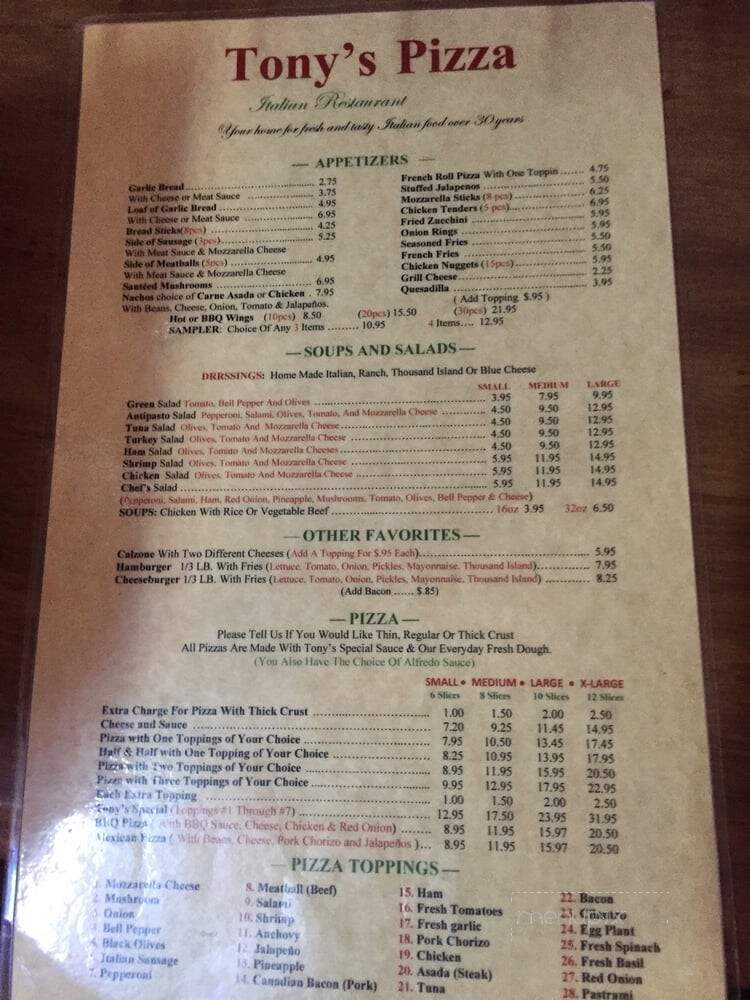 Tony's Pizza
Italian Restaurant
Your home for fresh and tasty Italian food over 30 years
— APPETIZERS —
Garlic Bread 2.75
With Cheese or Meat Sauce 3.75
Loaf of Garlic Bread 4.95
With Cheese or Meat Sauce 6.95
Bread Sticks(8pcs) 4.25
Side of Sausage (3pcs) 5.25
With Meat Sauce & Mozzarella Cheese
Side of Meatballs (5pcs) 4.95
With Meat Sauce & Mozzarella Cheese
Sautéed Mushrooms 6.95
Nachos choice of Carne Asada or Chicken . 7.95
With Beans, Cheese, Onion, Tomato & Jalapeños.
French Roll Pizza With One Toppin 4.75
Stuffed Jalapenos 5.50
Mozzarella Sticks (8 pcs) 6.25
Chicken Tenders (5 pcs) 6.95
Fried Zucchini 5.95
Onion Rings 5.95
Seasoned Fries 5.50
French Fries 5.50
Chicken Nuggets (15pcs) 5.95
Grill Cheese 2.25
Quesadilla 3.95
( Add Topping $.95 )
Hot or BBQ Wings (10pcs) 8.50 (20pcs) 15.50 (30pcs) 21.95
SAMPLER: Choice Of Any 3 Items ......... 10.95 4 Items.... 12.95
— SOUPS AND SALADS —
DRRSSINGS: Home Made Italian, Ranch, Thousand Island Or Blue Cheese
SMALL MEDIUM LARGE
Green Salad Tomato, Bell Pepper And Olives 3.95 7.95 9.95
Antipasto Salad Pepperoni, Salami, Olives, Tomato, And Mozzarella Cheese 4.50 9.50 12.95
Tuna Salad Olives, Tomato And Mozzarella Cheese 4.50 9.50 12.95
Turkey Salad Olives, Tomato And Mozzarella Cheese 4.50 9.50 12.95
Ham Salad Olives, Tomato And Mozzarella Cheeses 4.50 9.50 12.95
Shrimp Salad Olives, Tomato And Mozzarella Cheese 5.95 11.95 14.95
Chicken Salad Olives, Tomato And Mozzarella Cheese 5.95 11.95 14.95
Chef's Salad 5.95 11.95 14.95
(Pepperoni, Salami, Ham, Red Onion, Pineapple, Mushrooms, Tomato, Olives, Bell Pepper & Cheese)
SOUPS: Chicken With Rice Or Vegetable Beef 16oz 3.95 32oz 6.50
— OTHER FAVORITES —
Calzone With Two Different Cheeses (Add A Topping For $.95 Each) 5.95
Hamburger 1/3 LB. With Fries (Lettuce, Tomato, Onion, Pickles, Mayonnaise, Thousand Island) 7.95
Cheeseburger 1/3 LB. With Fries (Lettuce, Tomato, Onion, Pickles, Mayonnaise, Thousand Island) 8.25
(Add Bacon ...... $.85)
— PIZZA —
Please Tell Us If You Would Like Thin, Regular Or Thick Crust
All Pizzas Are Made With Tony's Special Sauce & Our Everyday Fresh Dough.
(You Also Have The Choice Of Alfredo Sauce)
SMALL • MEDIUM • LARGE • X-LARGE
6 Slices 8 Slices 10 Slices 12 Slices
Extra Charge For Pizza With Thick Crust 1.00 1.50 2.00 2.50
Cheese and Sauce 7.20 9.25 11.45 14.95
Pizza with One Toppings of Your Choice 7.95 10.50 13.45 17.45
Half & Half with One Topping of Your Choice 8.25 10.95 13.95 17.95
Pizza with Two Toppings of Your Choice 8.95 11.95 15.95 20.50
Pizza with Three Toppings of Your Choice 9.95 12.95 17.95 22.95
Each Extra Topping 1.00 1.50 2.00 2.50
Tony's Special (Toppings #1 Through #7) 12.95 17.50 23.95 31.95
BBQ Pizza ( With BBQ Sauce, Cheese, Chicken & Red Onion) 8.95 11.95 15.97 20.50
Mexican Pizza ( With Beans, Cheese, Pork Chorizo and Jalapeños ) 8.95 11.95 15.97 20.50
— PIZZA TOPPINGS —
1. Mozzarella Cheese
2. Mushroom
3. Onion
4. Bell Pepper
5. Black Olives
Italian Sausage
7. Pepperoni
8. Meatball (Beef)
9. Salami
10. Shrimp
11. Anchovy
12. Jalapeño
13. Pineapple
14. Canadian Bacon (Pork)
15. Ham
16. Fresh Tomatoes
17. Fresh garlic
18. Pork Chorizo
19. Chicken
20. Asada (Steak)
21. Tuna
22. Bacon
23. Cilantro
24. Egg Plant
25. Fresh Spinach
26. Fresh Basil
27. Red Onion
28. Pastrami